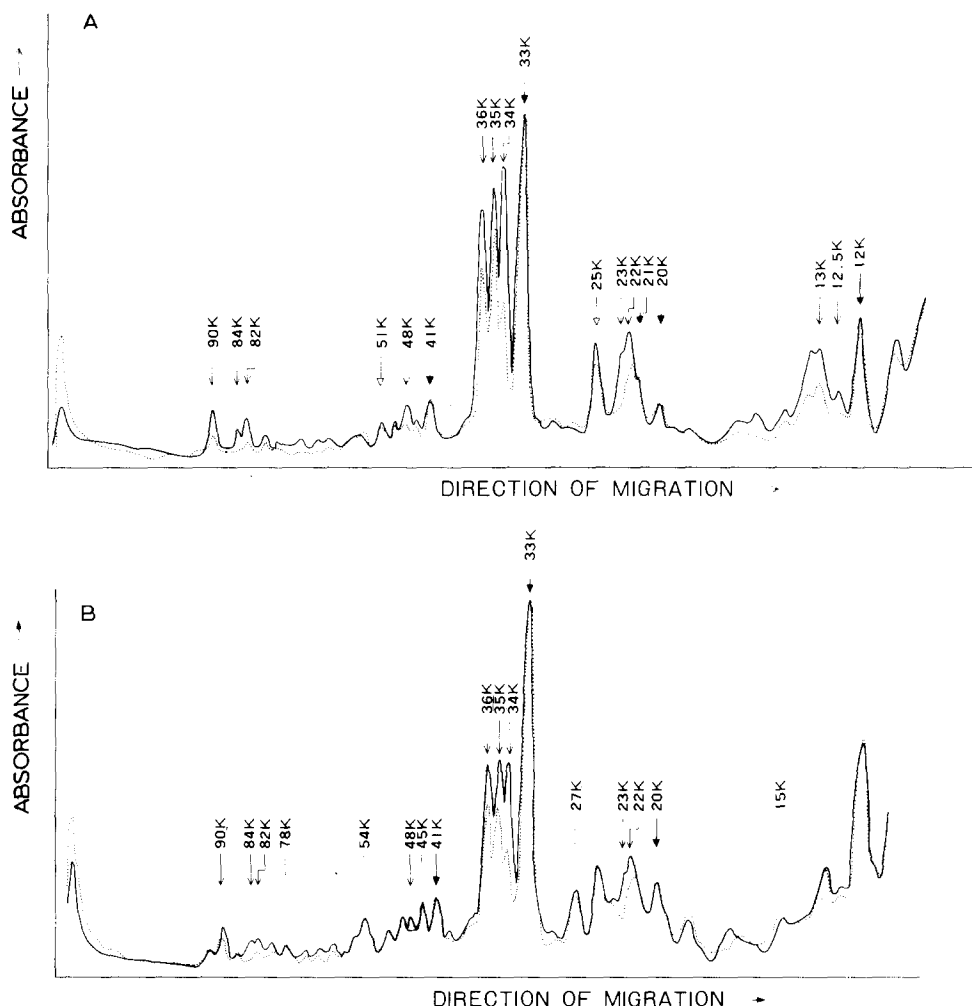 A
ABSORBANCE →
90K
84K
82K
51K
48K
41K
36K
35K
34K
33K
25K
23K
22K
21K
20K
13K
12.5K
12K
DIRECTION OF MIGRATION →
B
ABSORBANCE →
90K
84K
82K
78K
54K
48K
45K
41K
36K
35K
34K
33K
27K
23K
22K
20K
15K
DIRECTION OF MIGRATION →